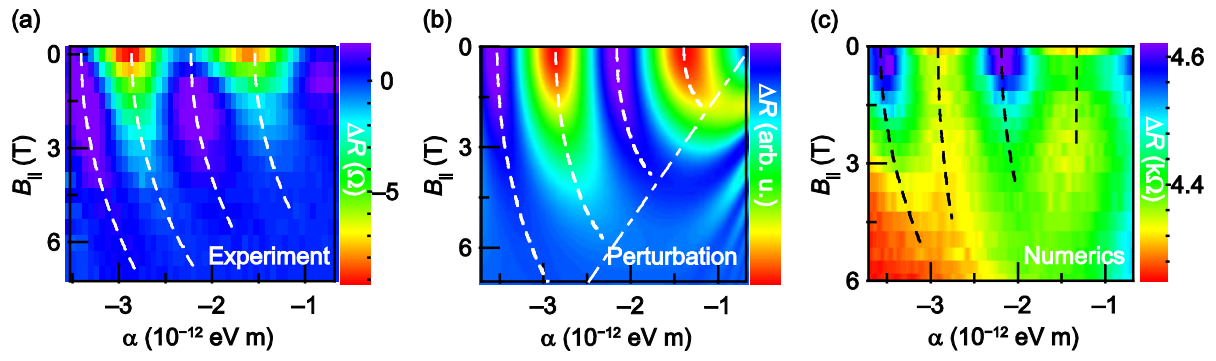 (a)
0
3
6
B|| (T)
Experiment
–3
–2
–1
α (10⁻¹² eV m)
0
–5
ΔR (Ω)
(b)
0
3
6
B|| (T)
Perturbation
–3
–2
–1
α (10⁻¹² eV m)
ΔR (arb. u.)
(c)
0
3
6
B|| (T)
Numerics
–3
–2
–1
α (10⁻¹² eV m)
4.6
4.4
ΔR (kΩ)